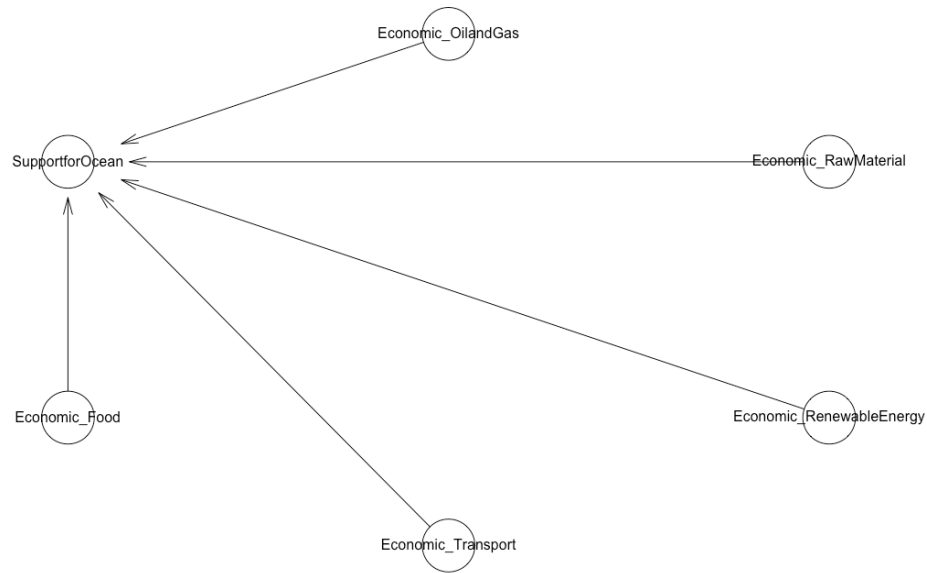 Economic_OilandGas
SupportforOcean
Economic_RawMaterial
Economic_Food
Economic_RenewableEnergy
Economic_Transport